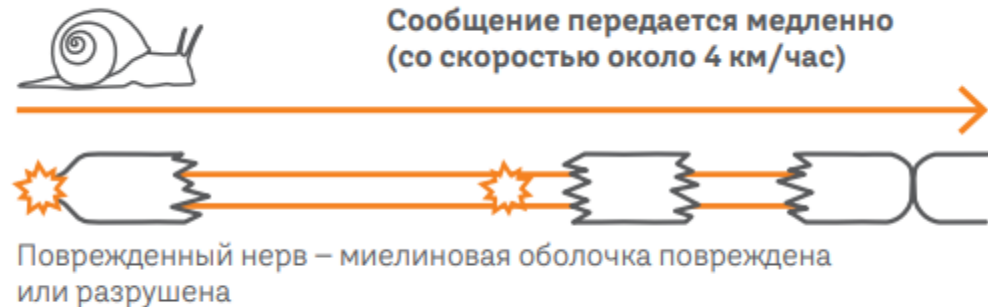 Сообщение передается медленно
(со скоростью около 4 км/час)
Поврежденный нерв – миелиновая оболочка повреждена
или разрушена